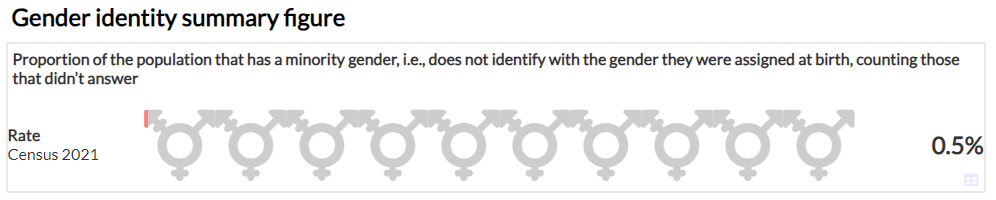 Gender identity summary figure
Proportion of the population that has a minority gender, i.e., does not identify with the gender they were assigned at birth, counting those
that didn’t answer
Rate
Census 2021
0.5%